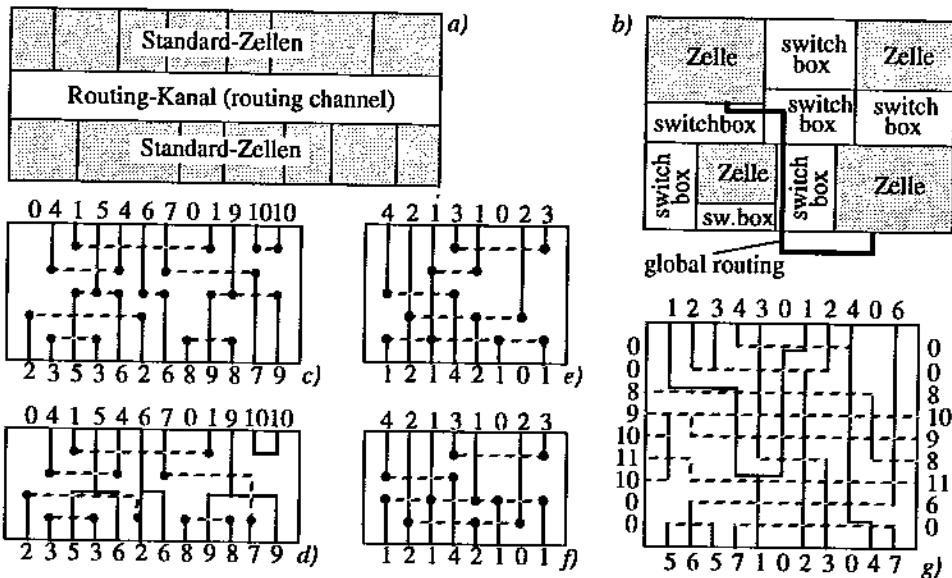 a)
Standard-Zellen
Routing-Kanal (routing channel)
Standard-Zellen
b)
Zelle
switch
box
Zelle
switchbox
switch
box
switch
box
switch
box
Zelle
sw.box
switch
box
Zelle
global routing
0 4 1 5 4 6 7 0 1 9 10 10
2 3 5 3 6 2 6 8 9 8 7 9
c)
4 2 1 3 1 0 2 3
1 2 1 4 2 1 0 1
e)
0 4 1 5 4 6 7 0 1 9 10 10
2 3 5 3 6 2 6 8 9 8 7 9
d)
4 2 1 3 1 0 2 3
1 2 1 4 2 1 0 1
f)
1 2 3 4 3 0 1 2 4 0 6
0
0
8
9
10
11
10
0
0
0
0
8
10
9
8
11
6
0
5 6 5 7 1 0 2 3 0 4 7
g)